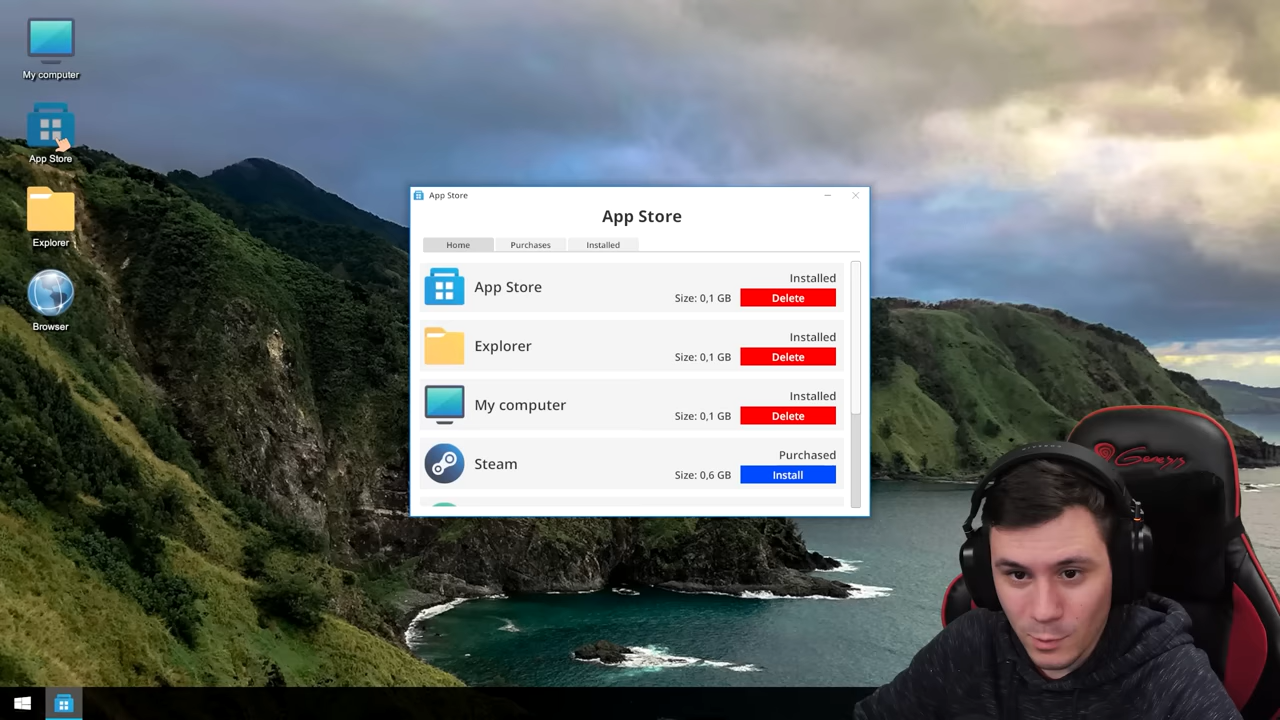 My computer
App Store
Explorer
Browser
App Store
App Store
Home
Purchases
Installed
App Store
Installed
Size: 0,1 GB
Delete
Explorer
Installed
Size: 0,1 GB
Delete
My computer
Installed
Size: 0,1 GB
Delete
Steam
Purchased
Size: 0,6 GB
Install
Genesis